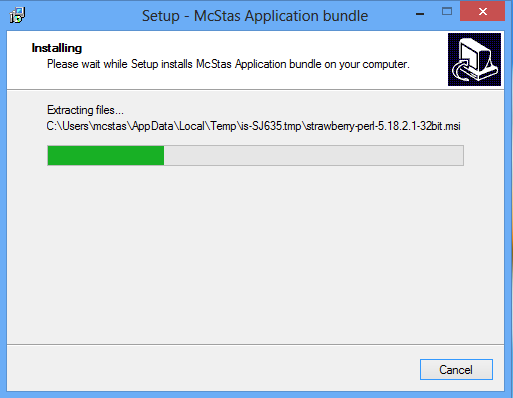 Setup - McStas Application bundle
Installing
Please wait while Setup installs McStas Application bundle on your computer.
Extracting files...
C:\Users\mcstas\AppData\Local\Temp\is-SJ635.tmp\strawberry-perl-5.18.2.1-32bit.msi
Cancel